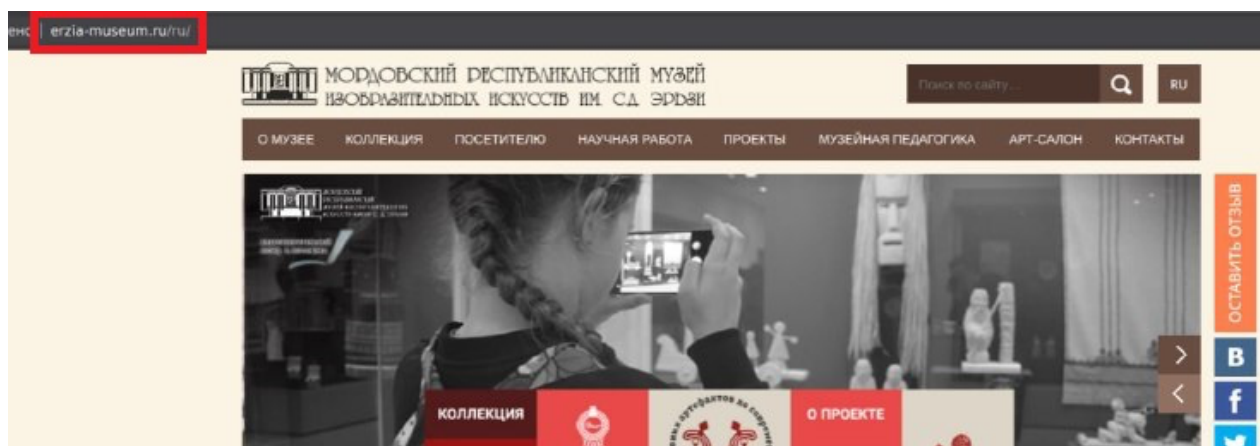 erzia-museum.ru/ru/
МОРДОВСКИЙ РЕСПУБЛИКАНСКИЙ МУЗЕЙ
ИЗОБРАЗИТЕЛЬНЫХ ИСКУССТВ ИМ. С.Д. ЭРЬЗИ
Поиск по сайту...
RU
О МУЗЕЕ КОЛЛЕКЦИЯ ПОСЕТИТЕЛЮ НАУЧНАЯ РАБОТА ПРОЕКТЫ МУЗЕЙНАЯ ПЕДАГОГИКА АРТ-САЛОН КОНТАКТЫ
ОСТАВИТЬ ОТЗЫВ
КОЛЛЕКЦИЯ
О ПРОЕКТЕ